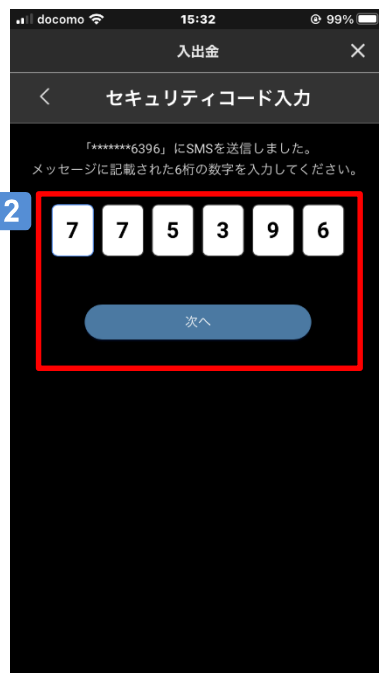 docomo 15:32 99%
入出金 ×
< セキュリティコード入力
「*******6396」にSMSを送信しました。
メッセージに記載された6桁の数字を入力してください。
2
7 7 5 3 9 6
次へ